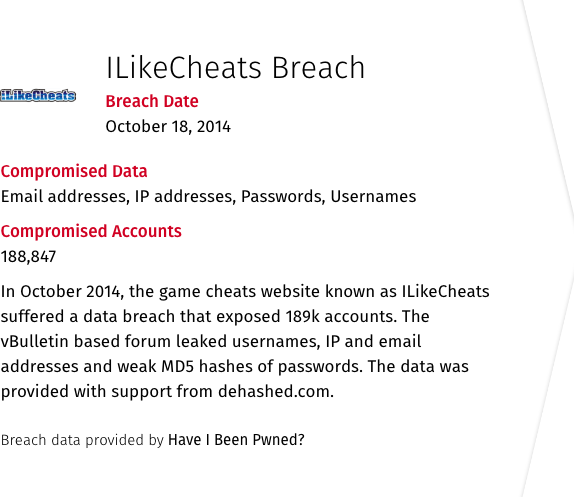 ILikeCheats Breach
iLikeCheats
Breach Date
October 18, 2014
Compromised Data
Email addresses, IP addresses, Passwords, Usernames
Compromised Accounts
188,847
In October 2014, the game cheats website known as ILikeCheats
suffered a data breach that exposed 189k accounts. The
vBulletin based forum leaked usernames, IP and email
addresses and weak MD5 hashes of passwords. The data was
provided with support from dehashed.com.
Breach data provided by Have I Been Pwned?